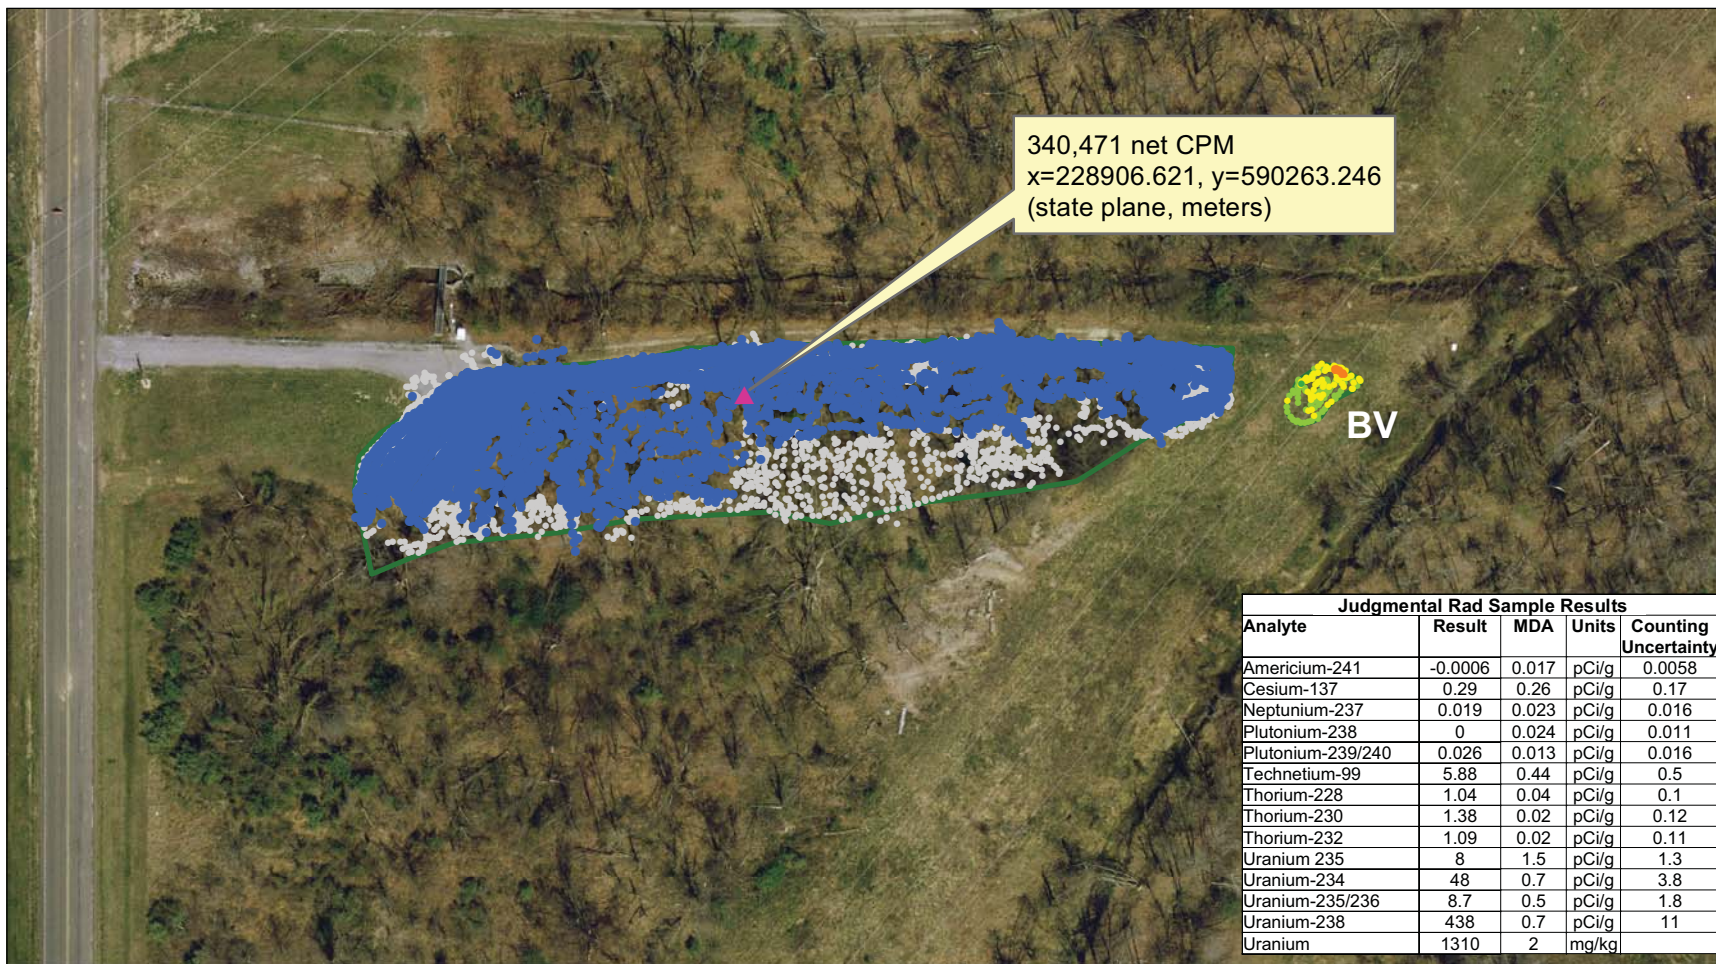 340,471 net CPM
x=228906.621, y=590263.246
(state plane, meters)
BV
Judgmental Rad Sample Results
Analyte Result MDA Units Counting Uncertainty
Americium-241 -0.0006 0.017 pCi/g 0.0058
Cesium-137 0.29 0.26 pCi/g 0.17
Neptunium-237 0.019 0.023 pCi/g 0.016
Plutonium-238 0 0.024 pCi/g 0.011
Plutonium-239/240 0.026 0.013 pCi/g 0.016
Technetium-99 5.88 0.44 pCi/g 0.5
Thorium-228 1.04 0.04 pCi/g 0.1
Thorium-230 1.38 0.02 pCi/g 0.12
Thorium-232 1.09 0.02 pCi/g 0.11
Uranium 235 8 1.5 pCi/g 1.3
Uranium-234 48 0.7 pCi/g 3.8
Uranium-235/236 8.7 0.5 pCi/g 1.8
Uranium-238 438 0.7 pCi/g 11
Uranium 1310 2 mg/kg